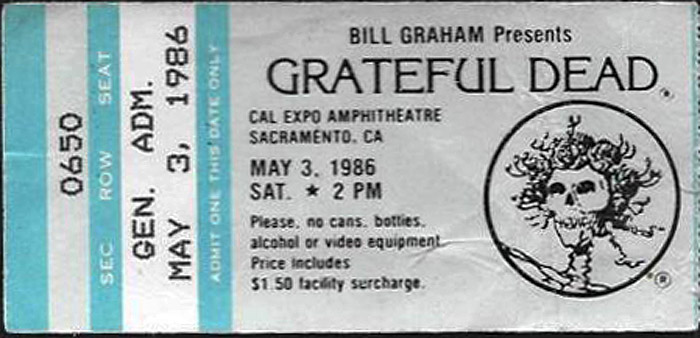 0650
SEC ROW SEAT
GEN. ADM.
MAY 3, 1986
ADMIT ONE THIS DATE ONLY
BILL GRAHAM Presents
GRATEFUL DEAD®
CAL EXPO AMPHITHEATRE
SACRAMENTO, CA
MAY 3, 1986
SAT. ★ 2 PM
Please, no cans, bottles,
alcohol or video equipment
Price Includes
$1.50 facility surcharge.
®